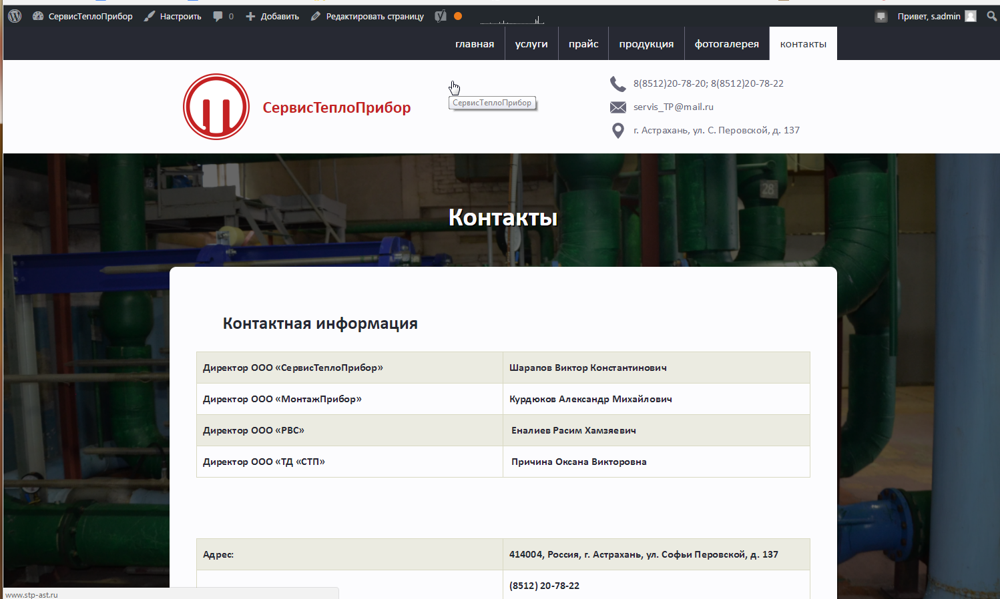 СервисТеплоПрибор Настроить 0 Добавить Редактировать страницу Привет, s.admin
главная услуги прайс продукция фотогалерея контакты
СервисТеплоПрибор
СервисТеплоПрибор
8(8512)20-78-20; 8(8512)20-78-22
servis_TP@mail.ru
г. Астрахань, ул. С. Перовской, д. 137
28
Контакты
Контактная информация
Директор ООО «СервисТеплоПрибор» Шарапов Виктор Константинович
Директор ООО «МонтажПрибор» Курдюков Александр Михайлович
Директор ООО «РВС» Еналиев Расим Хамзяевич
Директор ООО «ТД «СТП» Причина Оксана Викторовна
Адрес: 414004, Россия, г. Астрахань, ул. Софьи Перовской, д. 137
(8512) 20-78-22
www.stp-ast.ru